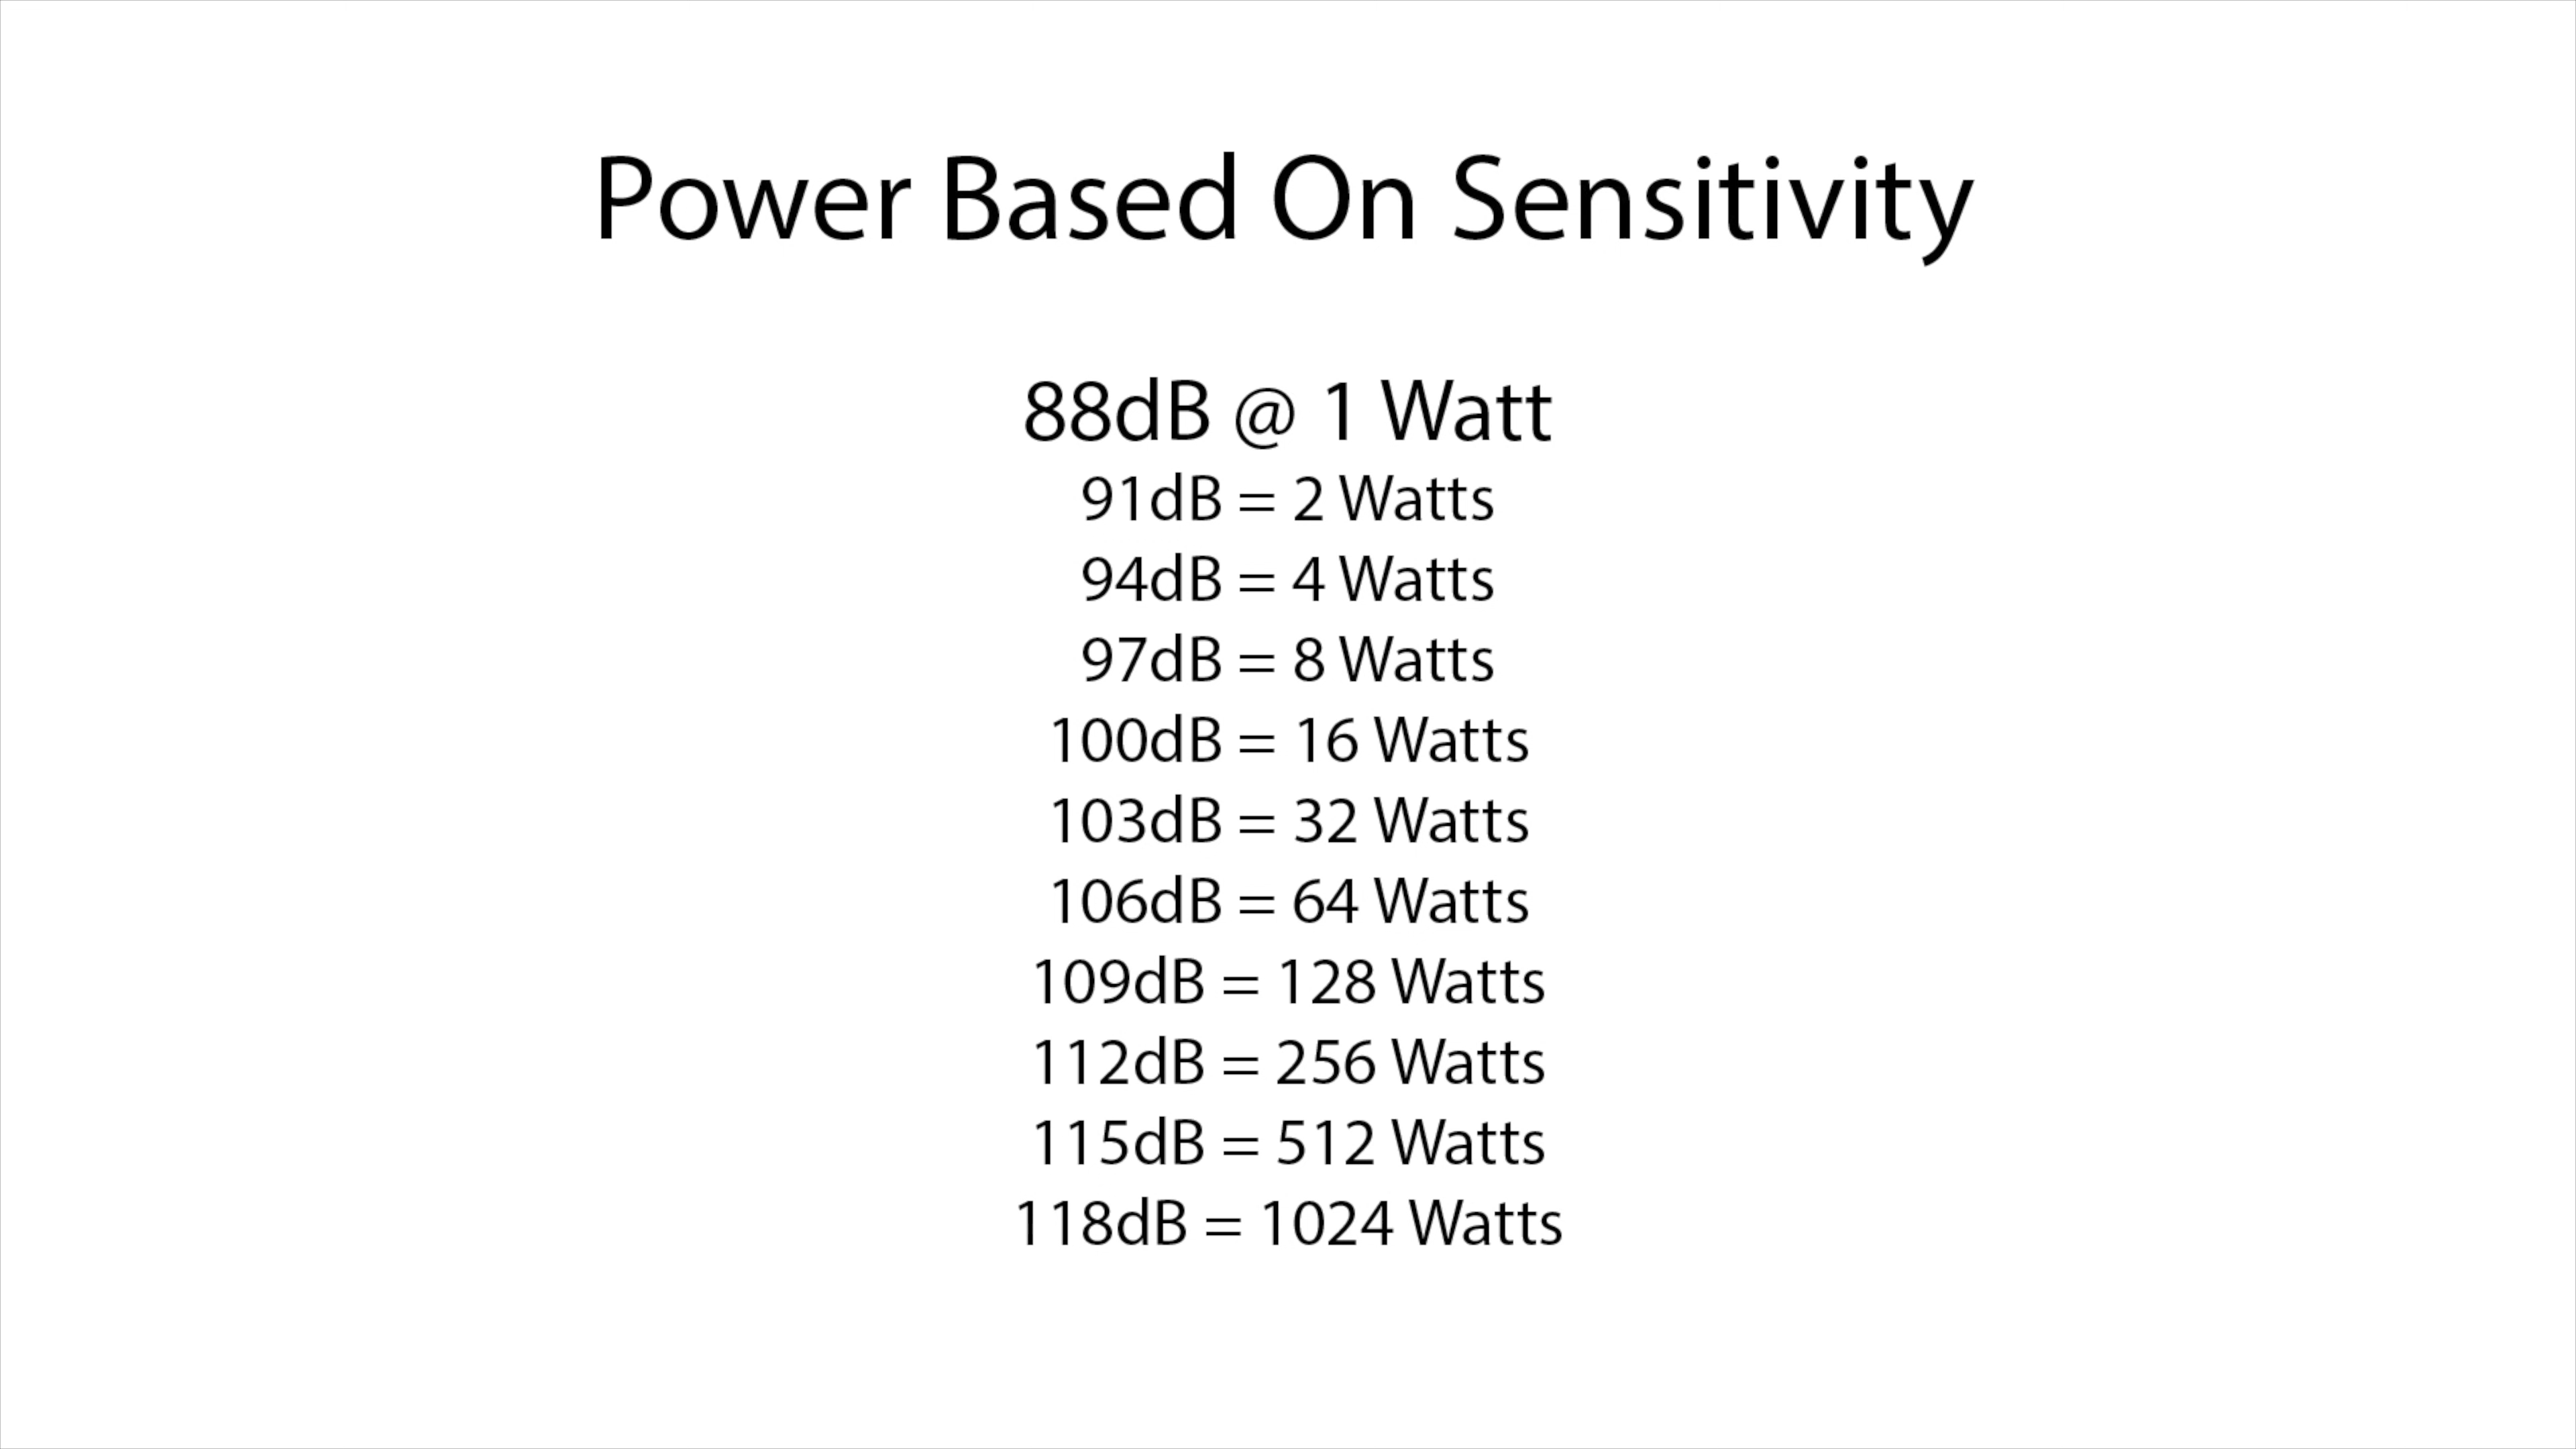 Power Based On Sensitivity
88dB @ 1 Watt
91dB = 2 Watts
94dB = 4 Watts
97dB = 8 Watts
100dB = 16 Watts
103dB = 32 Watts
106dB = 64 Watts
109dB = 128 Watts
112dB = 256 Watts
115dB = 512 Watts
118dB = 1024 Watts